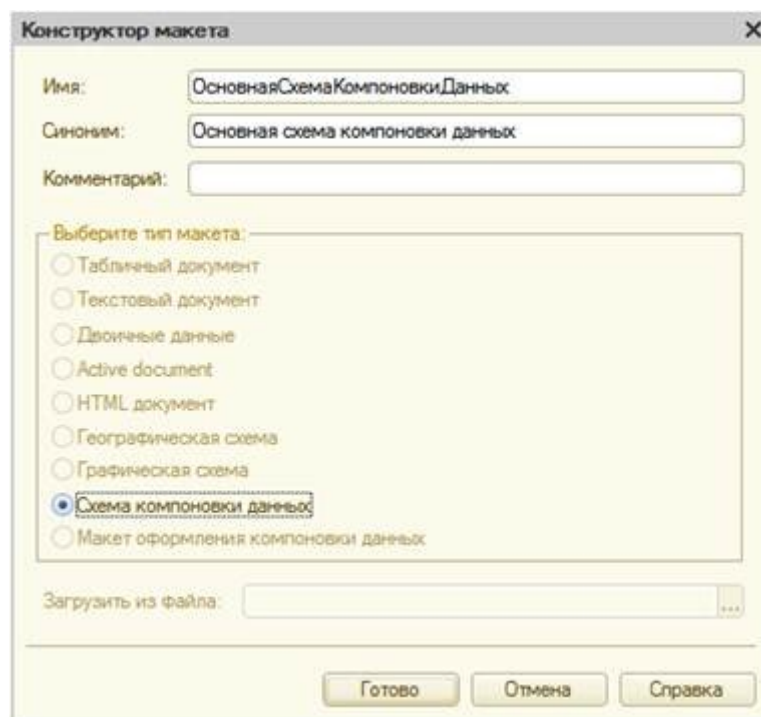 Конструктор макета
Имя: ОсновнаяСхемаКомпоновкиДанных
Синоним: Основная схема компоновки данных
Комментарий:
Выберите тип макета:
Табличный документ
Текстовый документ
Двоичные данные
Active document
HTML документ
Географическая схема
Графическая схема
Схема компоновки данных
Макет оформления компоновки данных
Загрузить из файла: ...
Готово Отмена Справка